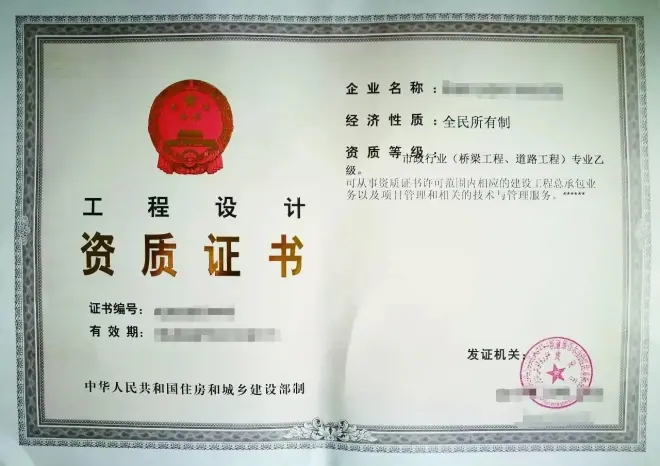 工程设计
资质证书
证书编号:
有效期:
中华人民共和国住房和城乡建设部制
企业名称:
经济性质:全民所有制
资质等级:
市政行业（桥梁工程、道路工程）专业乙
级。
可从事资质证书许可范围内相应的建设工程总承包业
务以及项目管理和相关的技术与管理服务。******
发证机关: